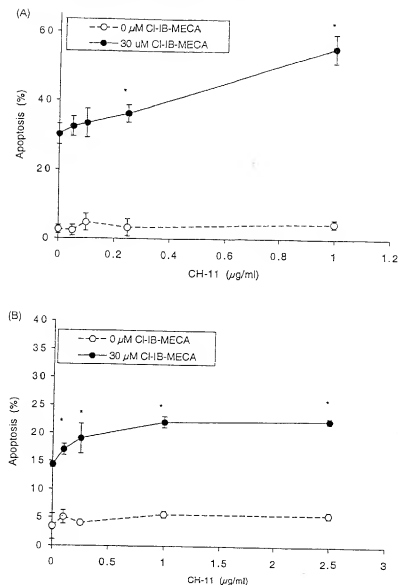 (A)
0 µM Cl-IB-MECA
30 uM Cl-IB-MECA
*
*
60
40
20
0
Apoptosis (%)
0 0.2 0.4 0.6 0.8 1 1.2
CH-11 (µg/ml)
(B)
0 µM Cl-IB-MECA
30 µM Cl-IB-MECA
* * * *
40
35
30
25
20
15
10
5
0
Apoptosis (%)
0 0.5 1 1.5 2 2.5 3
CH-11 (µg/ml)